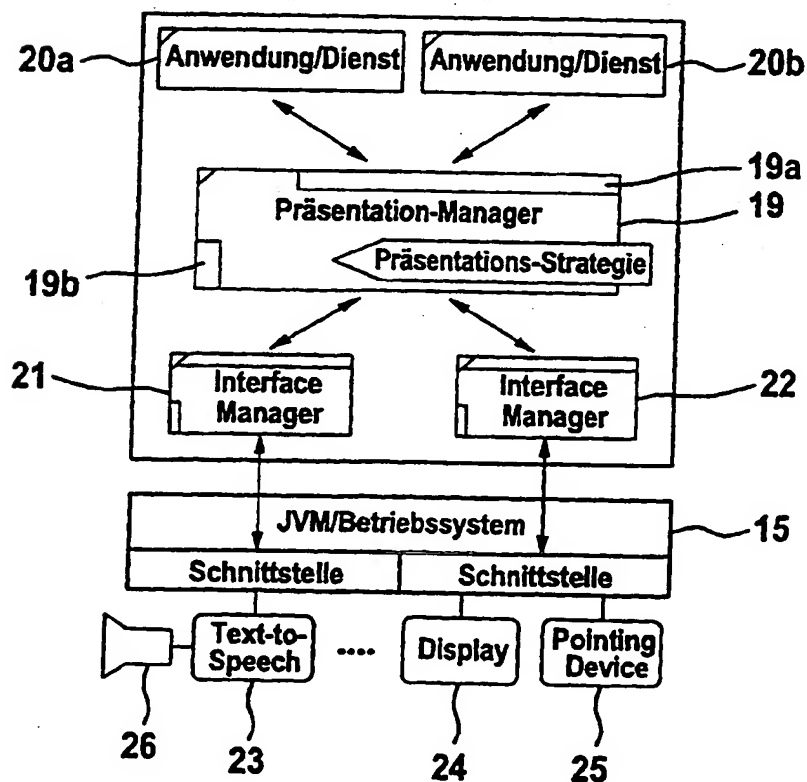 20a
Anwendung/Dienst
Anwendung/Dienst
20b
19a
Präsentation-Manager
19
Präsentations-Strategie
19b
21
Interface
Manager
Interface
Manager
22
JVM/Betriebssystem
15
Schnittstelle
Schnittstelle
Text-to-
Speech
....
Display
Pointing
Device
26
23
24
25